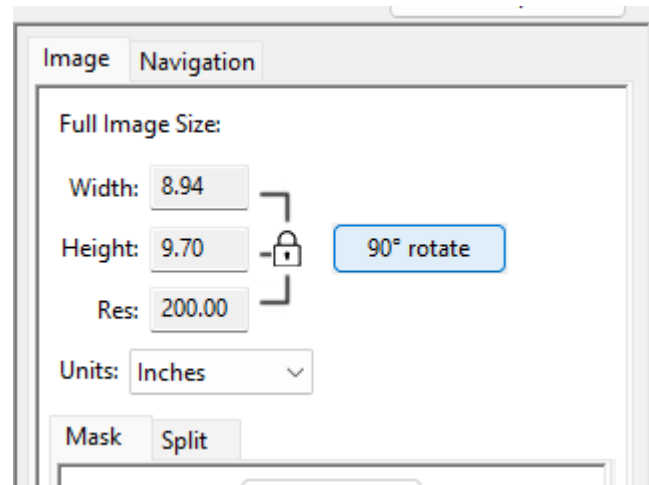 Image Navigation
Full Image Size:
Width: 8.94
Height: 9.70 90° rotate
Res: 200.00
Units: Inches
Mask Split